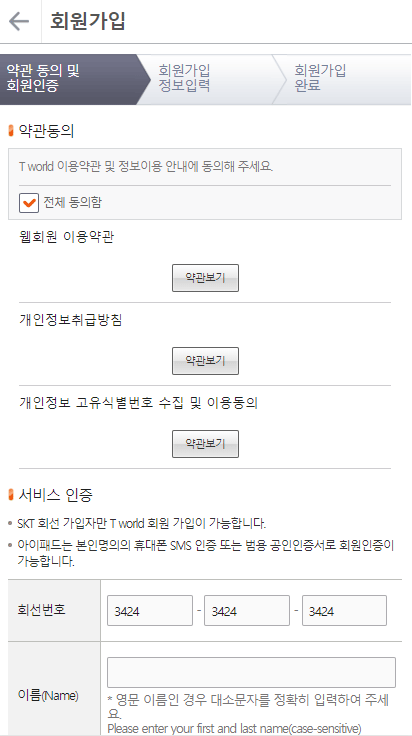 회원가입
약관 동의 및
회원인증
회원가입
정보입력
회원가입
완료
약관동의
T world 이용약관 및 정보이용 안내에 동의해 주세요.
전체 동의함
웹회원 이용약관
약관보기
개인정보취급방침
약관보기
개인정보 고유식별번호 수집 및 이용동의
약관보기
서비스 인증
SKT 회선 가입자만 T world 회원 가입이 가능합니다.
아이패드는 본인명의의 휴대폰 SMS 인증 또는 범용 공인인증서로 회원인증이
가능합니다.
회선번호 3424 - 3424 - 3424
이름(Name)
* 영문 이름인 경우 대소문자를 정확히 입력하여 주세
요.
Please enter your first and last name(case-sensitive)